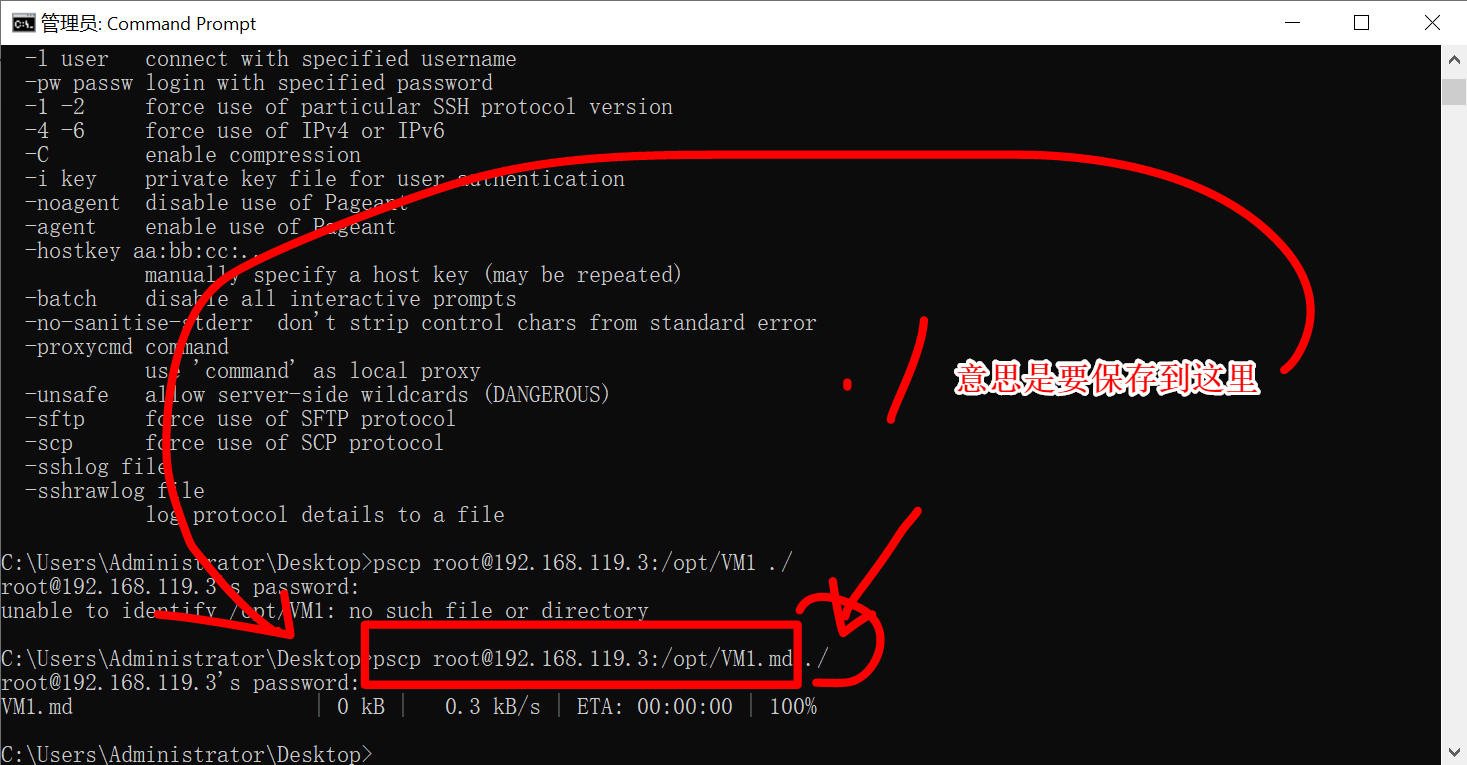 管理员: Command Prompt
-l user connect with specified username
-pw passw login with specified password
-1 -2 force use of particular SSH protocol version
-4 -6 force use of IPv4 or IPv6
-C enable compression
-i key private key file for user authentication
-noagent disable use of Pageant
-agent enable use of Pageant
-hostkey aa:bb:cc:...
manually specify a host key (may be repeated)
-batch disable all interactive prompts
-no-sanitise-stderr don't strip control chars from standard error
-proxycmd command
use 'command' as local proxy
-unsafe allow server-side wildcards (DANGEROUS)
-sftp force use of SFTP protocol
-scp force use of SCP protocol
-sshlog file
-sshrawlog file
log protocol details to a file
意思是要保存到这里
C:\Users\Administrator\Desktop>pscp root@192.168.119.3:/opt/VM1 ./
root@192.168.119.3's password:
unable to identify /opt/VM1: no such file or directory
C:\Users\Administrator\Desktop>pscp root@192.168.119.3:/opt/VM1.md ./
root@192.168.119.3's password:
VM1.md | 0 kB | 0.3 kB/s | ETA: 00:00:00 | 100%
C:\Users\Administrator\Desktop>